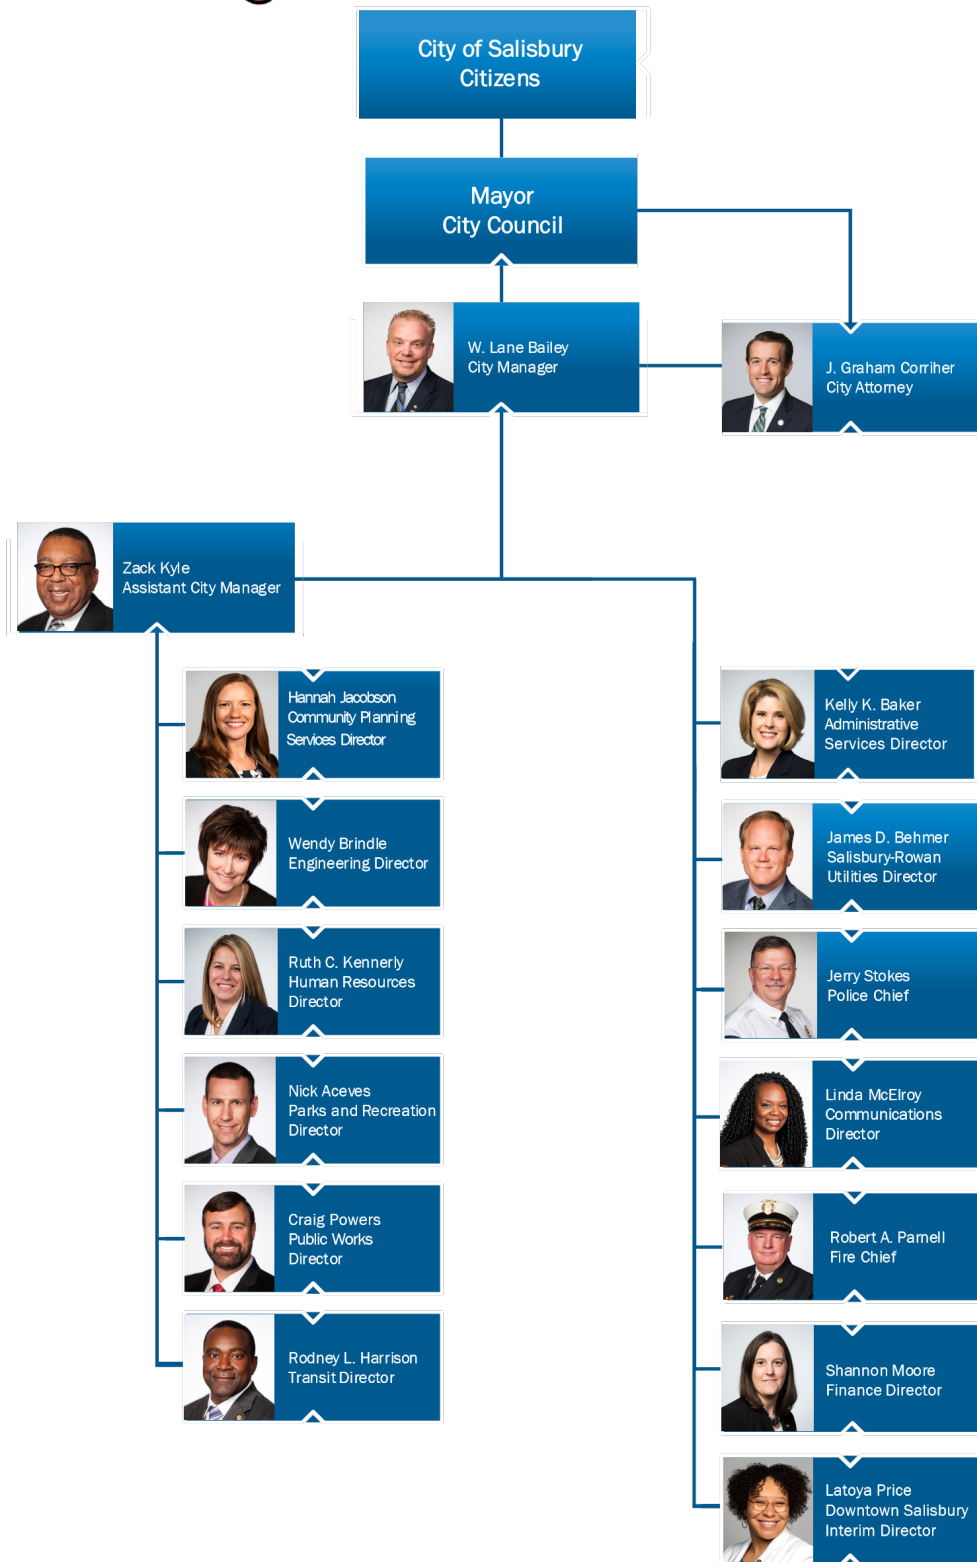 City of Salisbury
Citizens
Mayor
City Council
W. Lane Bailey
City Manager
J. Graham Corriher
City Attorney
Zack Kyle
Assistant City Manager
Hannah Jacobson
Community Planning
Services Director
Wendy Brindle
Engineering Director
Ruth C. Kennerly
Human Resources
Director
Nick Aceves
Parks and Recreation
Director
Craig Powers
Public Works
Director
Rodney L. Harrison
Transit Director
Kelly K. Baker
Administrative
Services Director
James D. Behmer
Salisbury-Rowan
Utilities Director
Jerry Stokes
Police Chief
Linda McElroy
Communications
Director
Robert A. Parnell
Fire Chief
Shannon Moore
Finance Director
Latoya Price
Downtown Salisbury
Interim Director